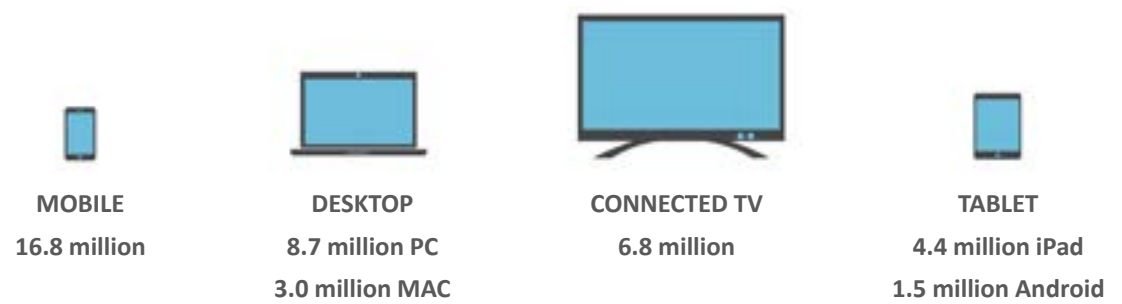 MOBILE
16.8 million
DESKTOP
8.7 million PC
3.0 million MAC
CONNECTED TV
6.8 million
TABLET
4.4 million iPad
1.5 million Android